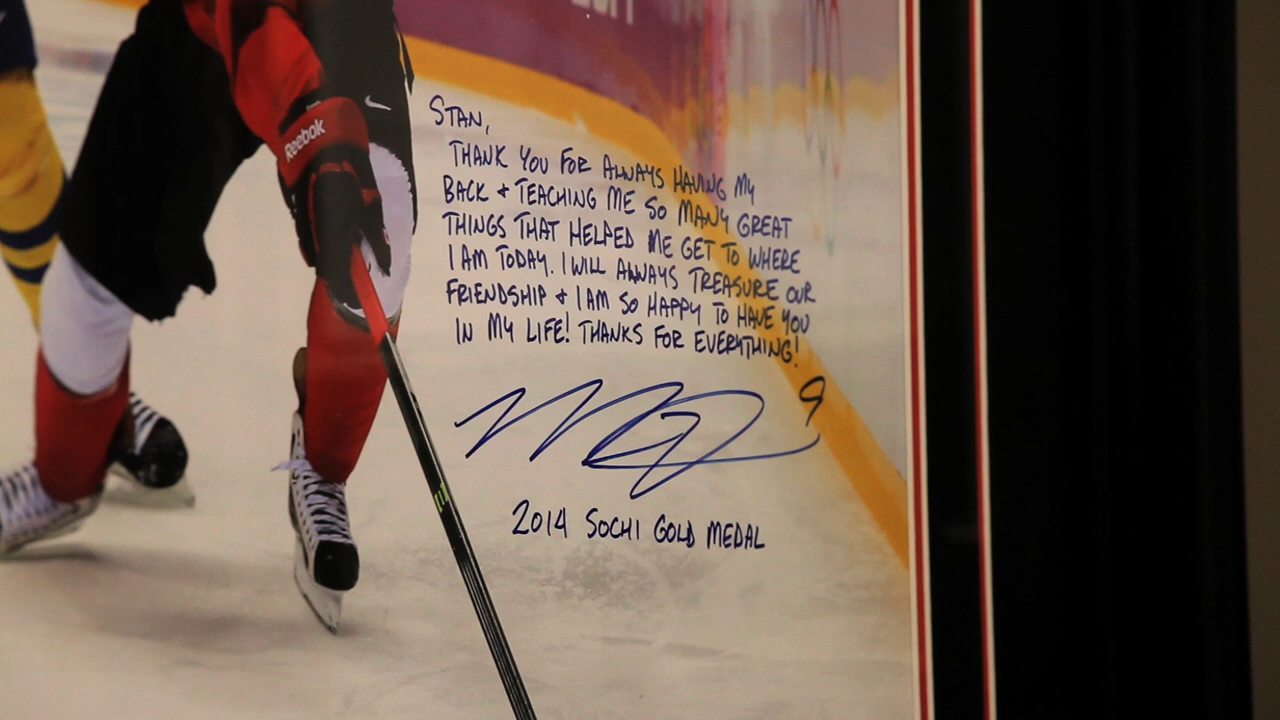 Reebok
STAN,
THANK YOU FOR ALWAYS HAVING MY
BACK + TEACHING ME SO MANY GREAT
THINGS THAT HELPED ME GET TO WHERE
I AM TODAY. I WILL ALWAYS TREASURE OUR
FRIENDSHIP + I AM SO HAPPY TO HAVE YOU
IN MY LIFE! THANKS FOR EVERYTHING!
9
2014 SOCHI GOLD MEDAL